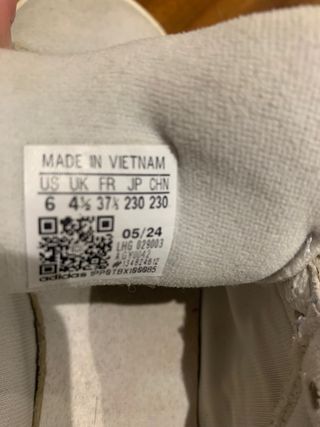 MADE IN VIETNAM
US UK FR JP CHN
6 4½ 37⅓ 230 230
05/24
LHG 029003
adidas